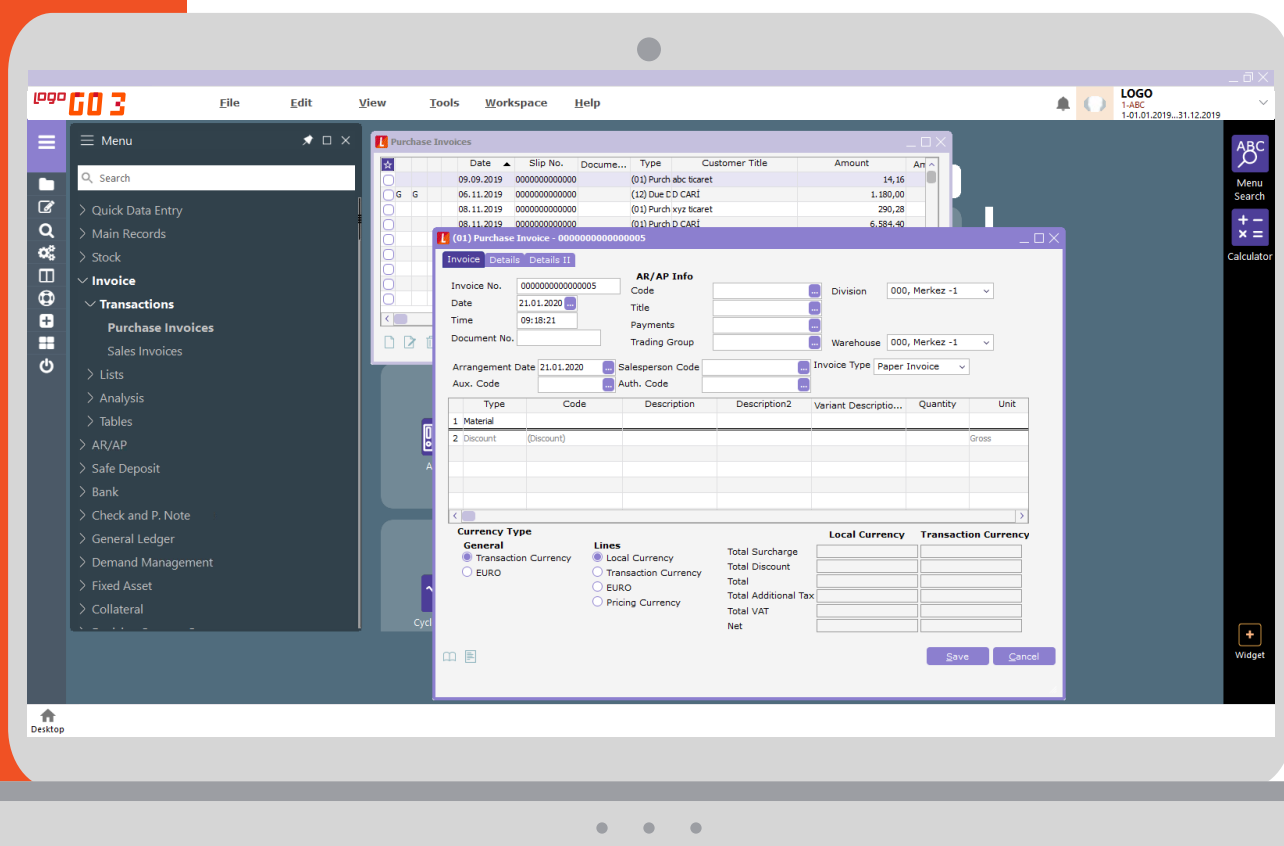 LOGO GO 3
File Edit View Tools Workspace Help
LOGO
1-ABC
1-01.01.2019...31.12.2019
Menu
Search
Quick Data Entry
Main Records
Stock
Invoice
Transactions
Purchase Invoices
Sales Invoices
Lists
Analysis
Tables
AR/AP
Safe Deposit
Bank
Check and P. Note
General Ledger
Demand Management
Fixed Asset
Collateral
Purchase Invoices
Date Slip No. Docume... Type Customer Title Amount Am
09.09.2019 0000000000000 (01) Purch abc ticaret 14,16
G G 06.11.2019 0000000000000 (12) Due D D CARİ 1.180,00
08.11.2019 0000000000000 (01) Purch xyz ticaret 290,28
08.11.2019 0000000000000 (01) Purch D CARİ 6.584,40
(01) Purchase Invoice - 0000000000000005
Invoice Details Details II
Invoice No. 0000000000000005
Date 21.01.2020
Time 09:18:21
Document No.
AR/AP Info
Code
Title
Payments
Trading Group
Division 000, Merkez -1
Warehouse 000, Merkez -1
Arrangement Date 21.01.2020 Salesperson Code Invoice Type Paper Invoice
Aux. Code Auth. Code
Type Code Description Description2 Variant Descriptio... Quantity Unit
1 Material
2 Discount (Discount) Gross
Currency Type
General
Transaction Currency
EURO
Lines
Local Currency
Transaction Currency
EURO
Pricing Currency
Local Currency Transaction Currency
Total Surcharge
Total Discount
Total
Total Additional Tax
Total VAT
Net
Save Cancel
A
Cycl
ABC
Menu
Search
Calculator
Widget
Desktop